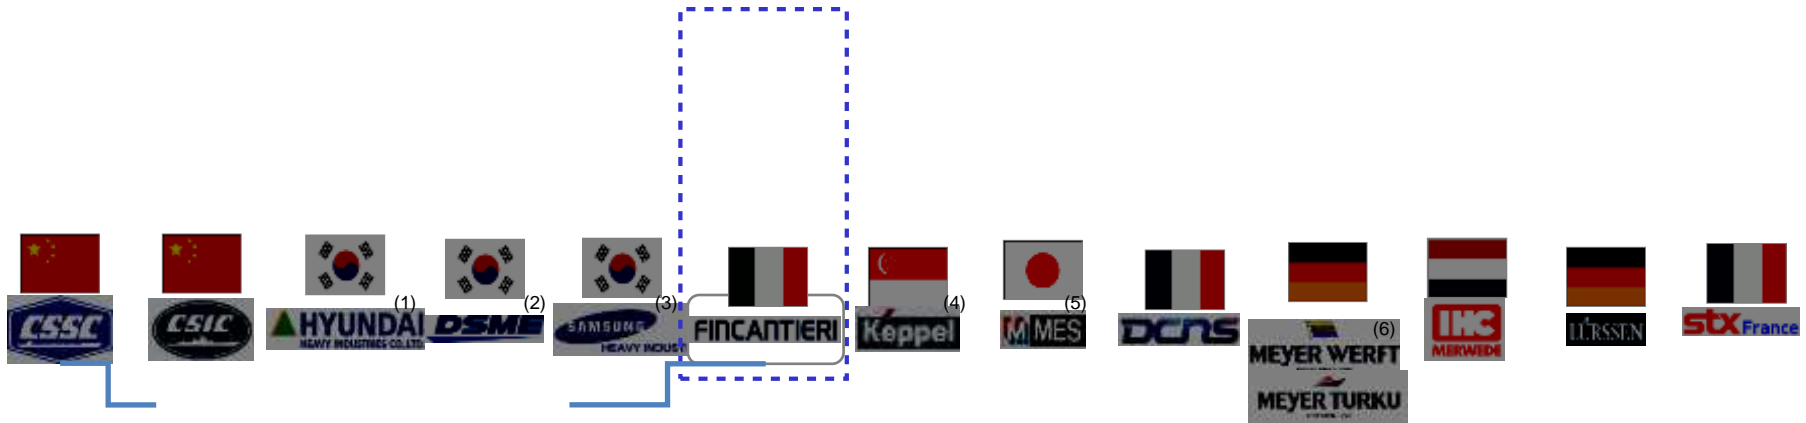 (1)
(2)
(3)
(4)
(5)
(6)
CSSC
CSIC
HYUNDAI
HEAVY INDUSTRIES CO.,LTD.
DSME
SAMSUNG
HEAVY INDUST
FINCANTIERI
Keppel
MES
DCNS
MEYER WERFT
MEYER TURKU
IHC
MERWEDE
LÜRSSEN
STX France